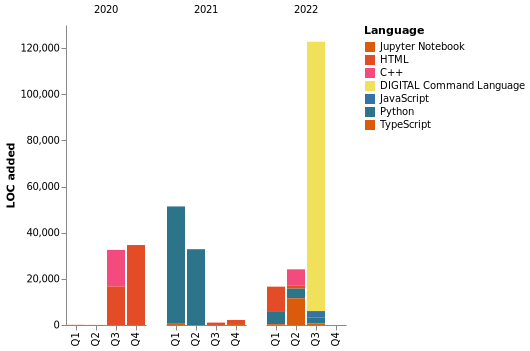 2020 2021 2022
Language
Jupyter Notebook
HTML
C++
DIGITAL Command Language
JavaScript
Python
TypeScript
LOC added
120,000
100,000
80,000
60,000
40,000
20,000
0
Q1 Q2 Q3 Q4 Q1 Q2 Q3 Q4 Q1 Q2 Q3 Q4